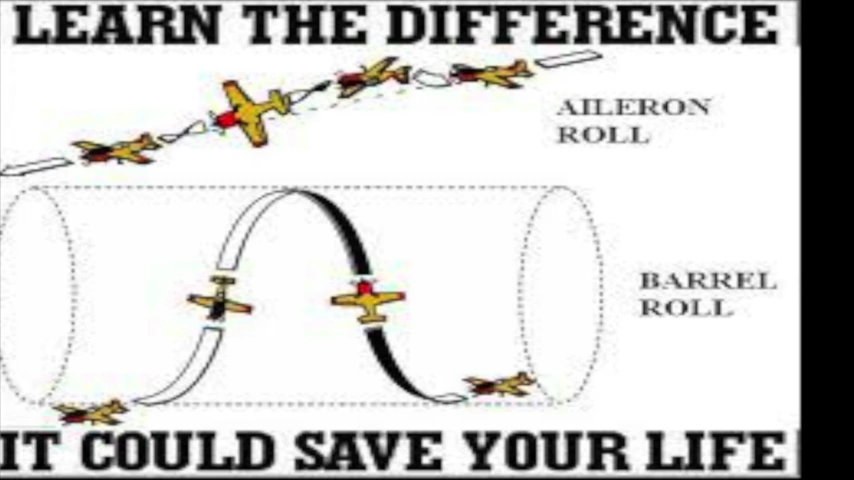 LEARN THE DIFFERENCE
AILERON
ROLL
BARREL
ROLL
IT COULD SAVE YOUR LIFE